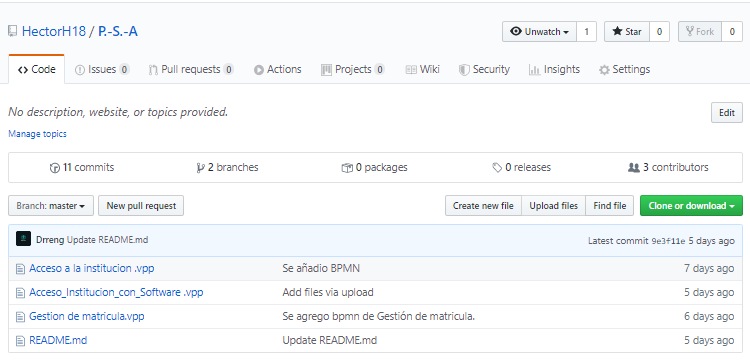 HectorH18 / P.-S.-A
Unwatch 1 Star 0 Fork 0
Code Issues 0 Pull requests 0 Actions Projects 0 Wiki Security Insights Settings
No description, website, or topics provided. Edit
Manage topics
11 commits 2 branches 0 packages 0 releases 3 contributors
Branch: master New pull request Create new file Upload files Find file Clone or download
Drreng Update README.md Latest commit 9e3f11e 5 days ago
Acceso a la institucion .vpp Se añadio BPMN 7 days ago
Acceso_Institucion_con_Software .vpp Add files via upload 5 days ago
Gestion de matricula.vpp Se agrego bpmn de Gestión de matricula. 6 days ago
README.md Update README.md 5 days ago